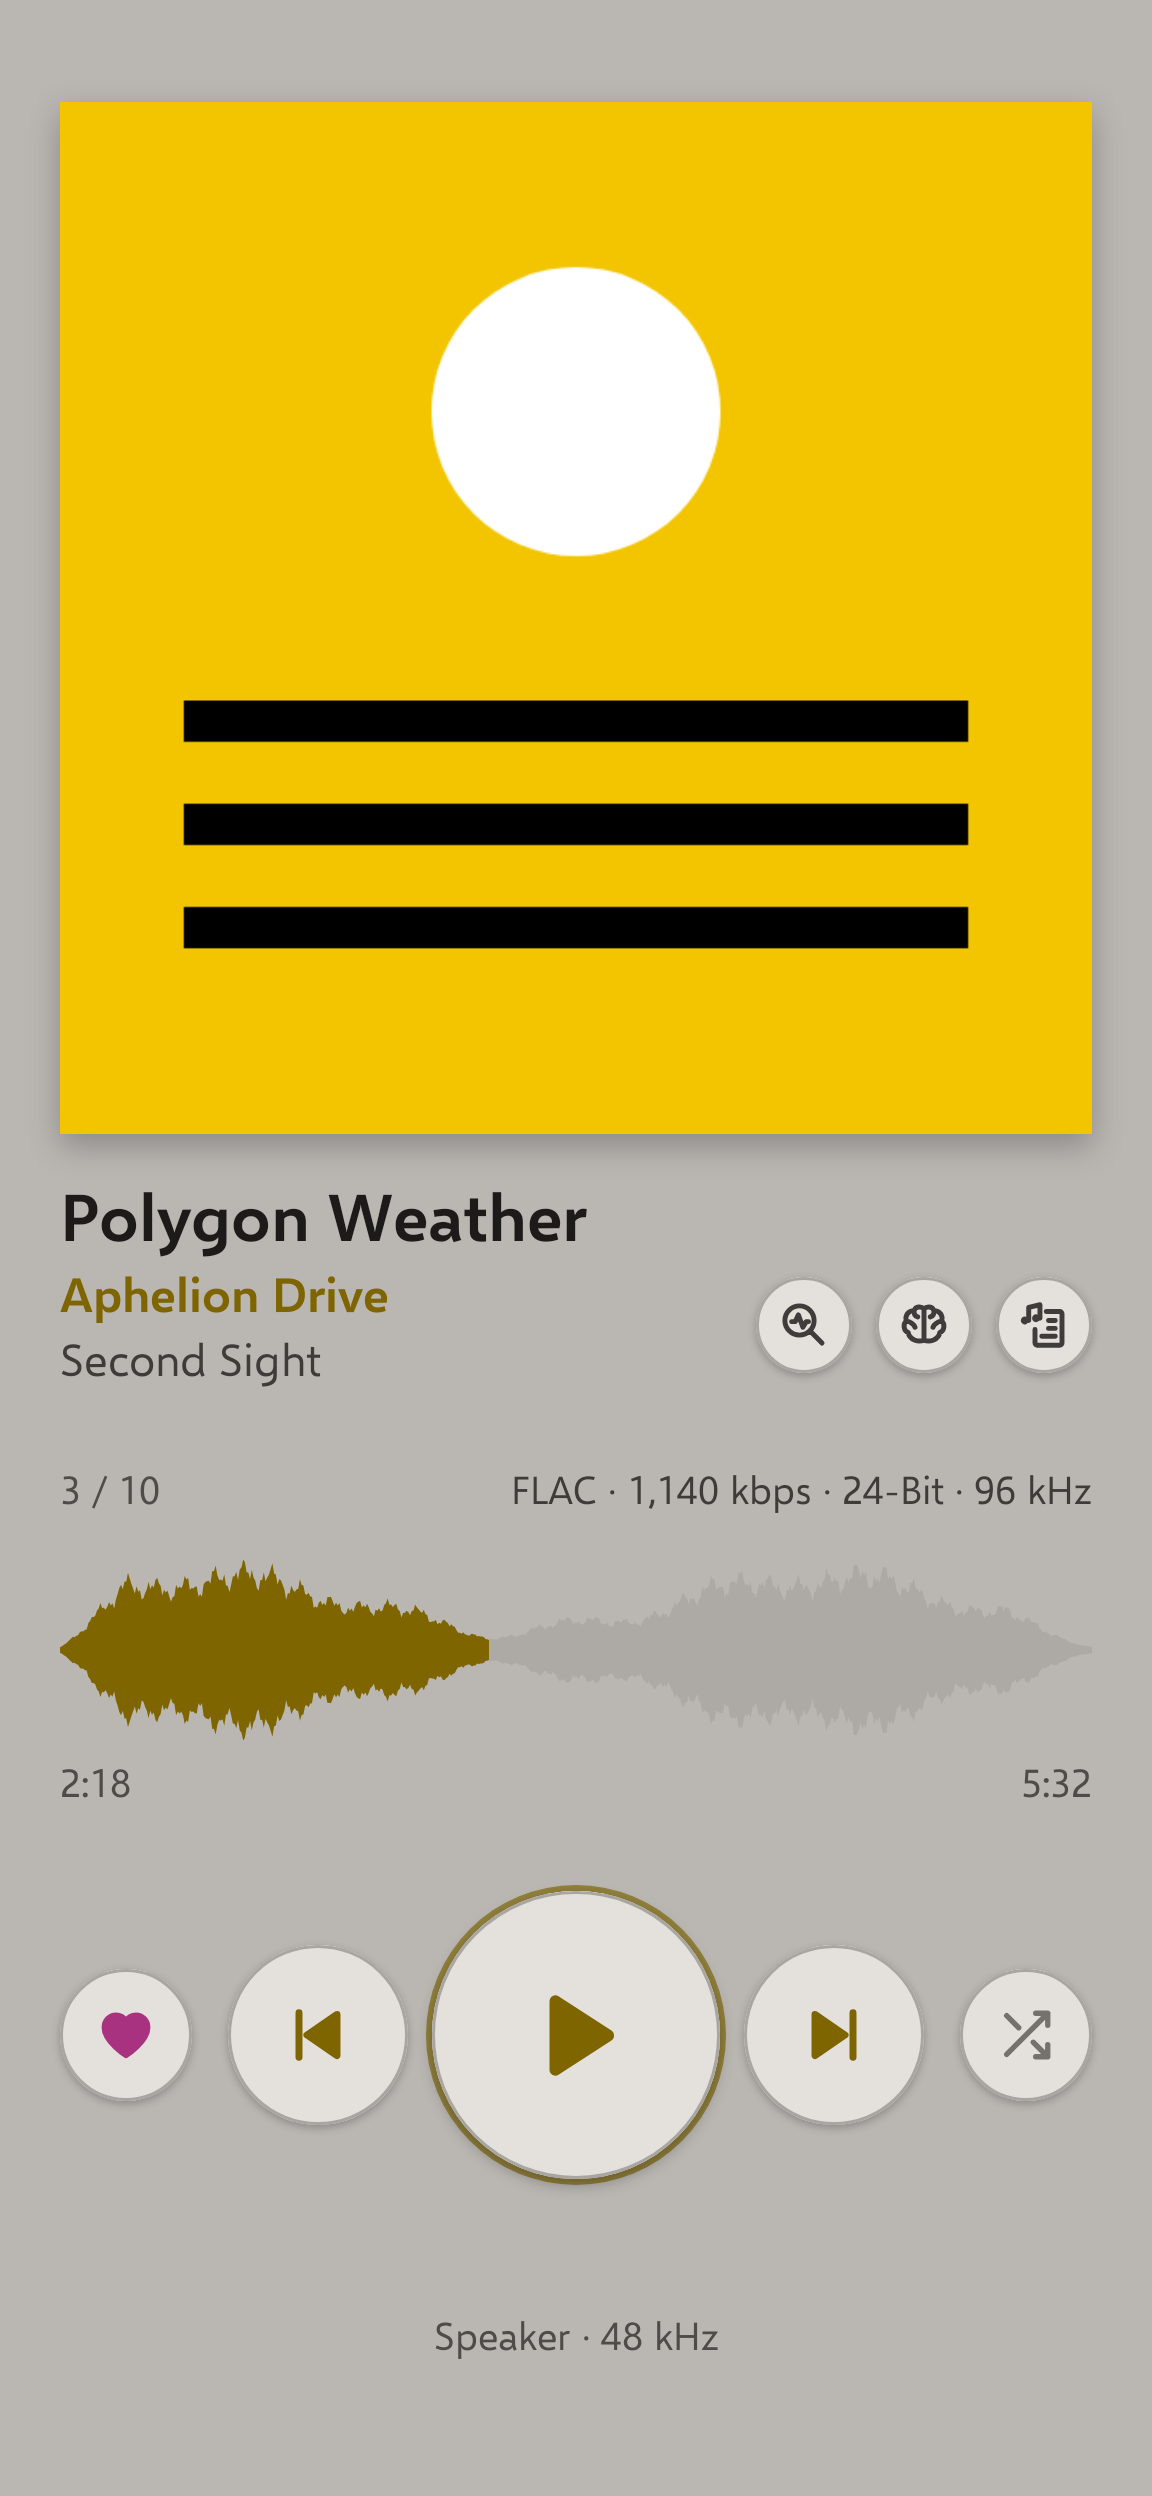 Polygon Weather
Aphelion Drive
Second Sight
3 / 10
FLAC · 1,140 kbps · 24-Bit · 96 kHz
2:18
5:32
Speaker · 48 kHz